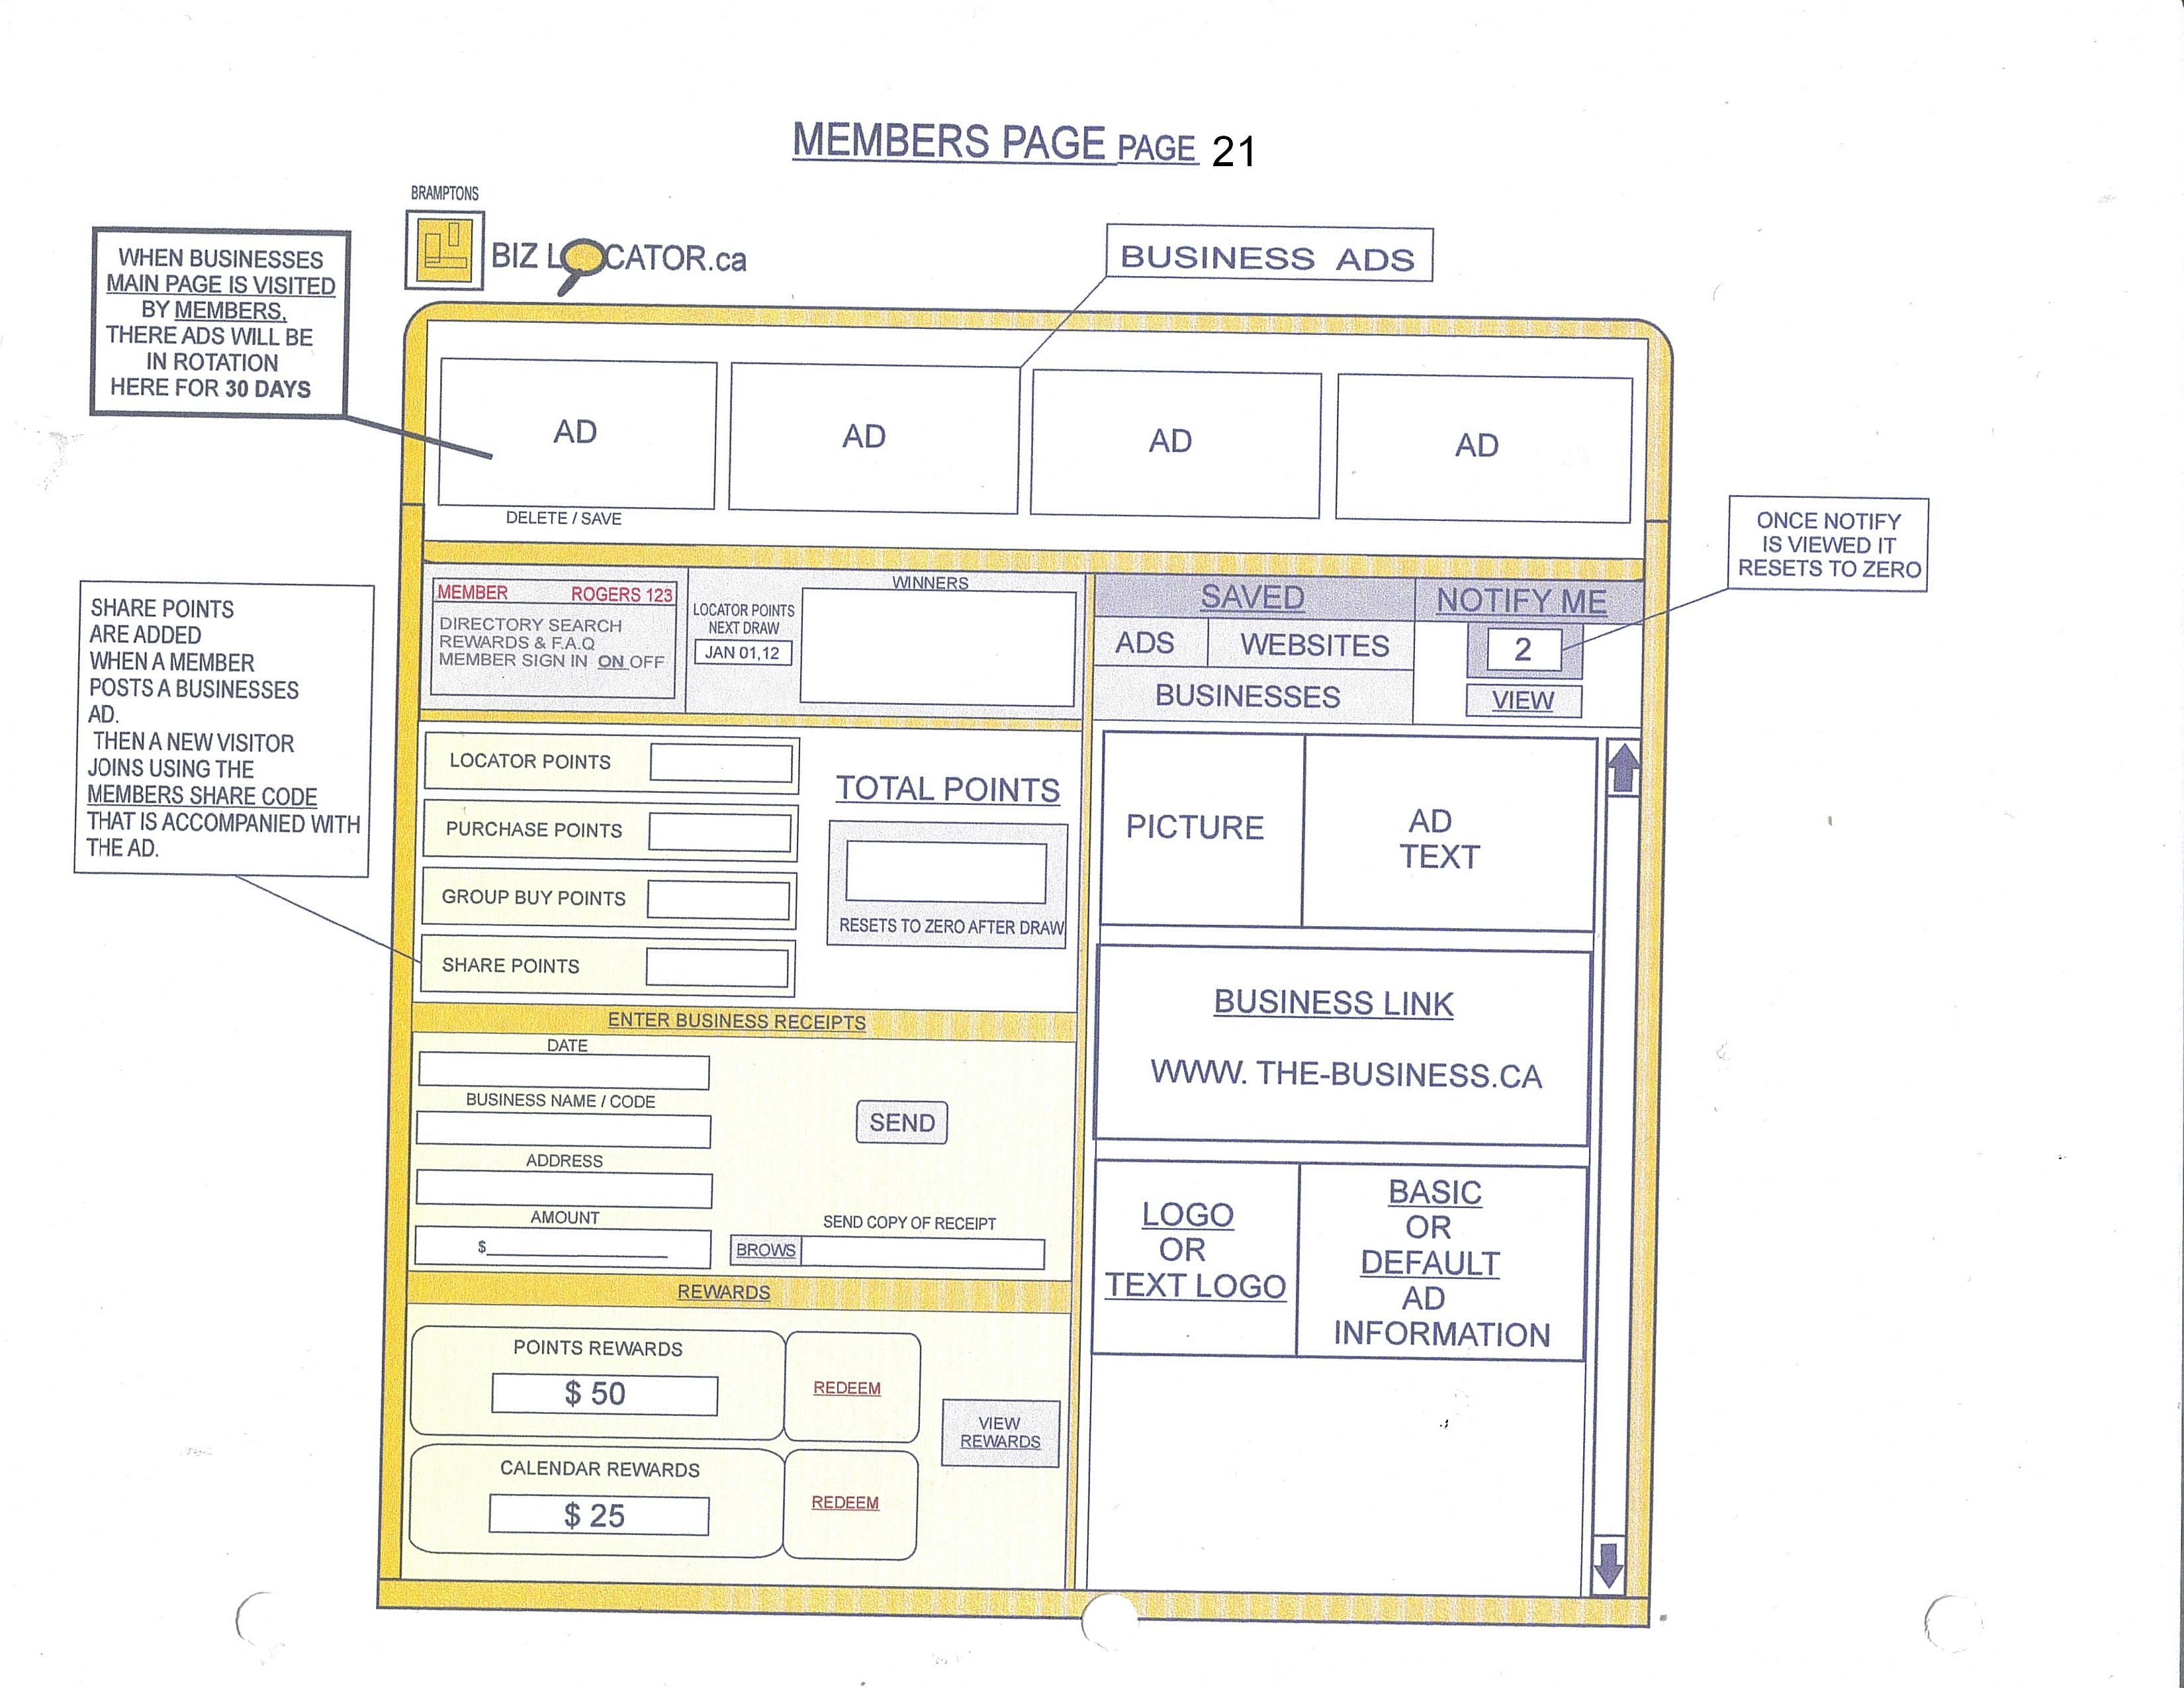 MEMBERS PAGE PAGE 21
BRAMPTONS
BIZ LOCATOR.ca
WHEN BUSINESSES
MAIN PAGE IS VISITED
BY MEMBERS,
THERE ADS WILL BE
IN ROTATION
HERE FOR 30 DAYS
BUSINESS ADS
AD
AD
AD
AD
DELETE / SAVE
ONCE NOTIFY
IS VIEWED IT
RESETS TO ZERO
SHARE POINTS
ARE ADDED
WHEN A MEMBER
POSTS A BUSINESSES
AD.
THEN A NEW VISITOR
JOINS USING THE
MEMBERS SHARE CODE
THAT IS ACCOMPANIED WITH
THE AD.
MEMBER ROGERS 123
DIRECTORY SEARCH
REWARDS & F.A.Q
MEMBER SIGN IN ON OFF
LOCATOR POINTS
NEXT DRAW
JAN 01,12
WINNERS
SAVED
ADS
WEBSITES
BUSINESSES
NOTIFY ME
2
VIEW
LOCATOR POINTS
PURCHASE POINTS
GROUP BUY POINTS
SHARE POINTS
TOTAL POINTS
RESETS TO ZERO AFTER DRAW
ENTER BUSINESS RECEIPTS
DATE
BUSINESS NAME / CODE
ADDRESS
AMOUNT
$
SEND
SEND COPY OF RECEIPT
BROWS
REWARDS
POINTS REWARDS
$ 50
REDEEM
CALENDAR REWARDS
$ 25
REDEEM
VIEW
REWARDS
PICTURE
AD
TEXT
BUSINESS LINK
WWW. THE-BUSINESS.CA
LOGO
OR
TEXT LOGO
BASIC
OR
DEFAULT
AD
INFORMATION